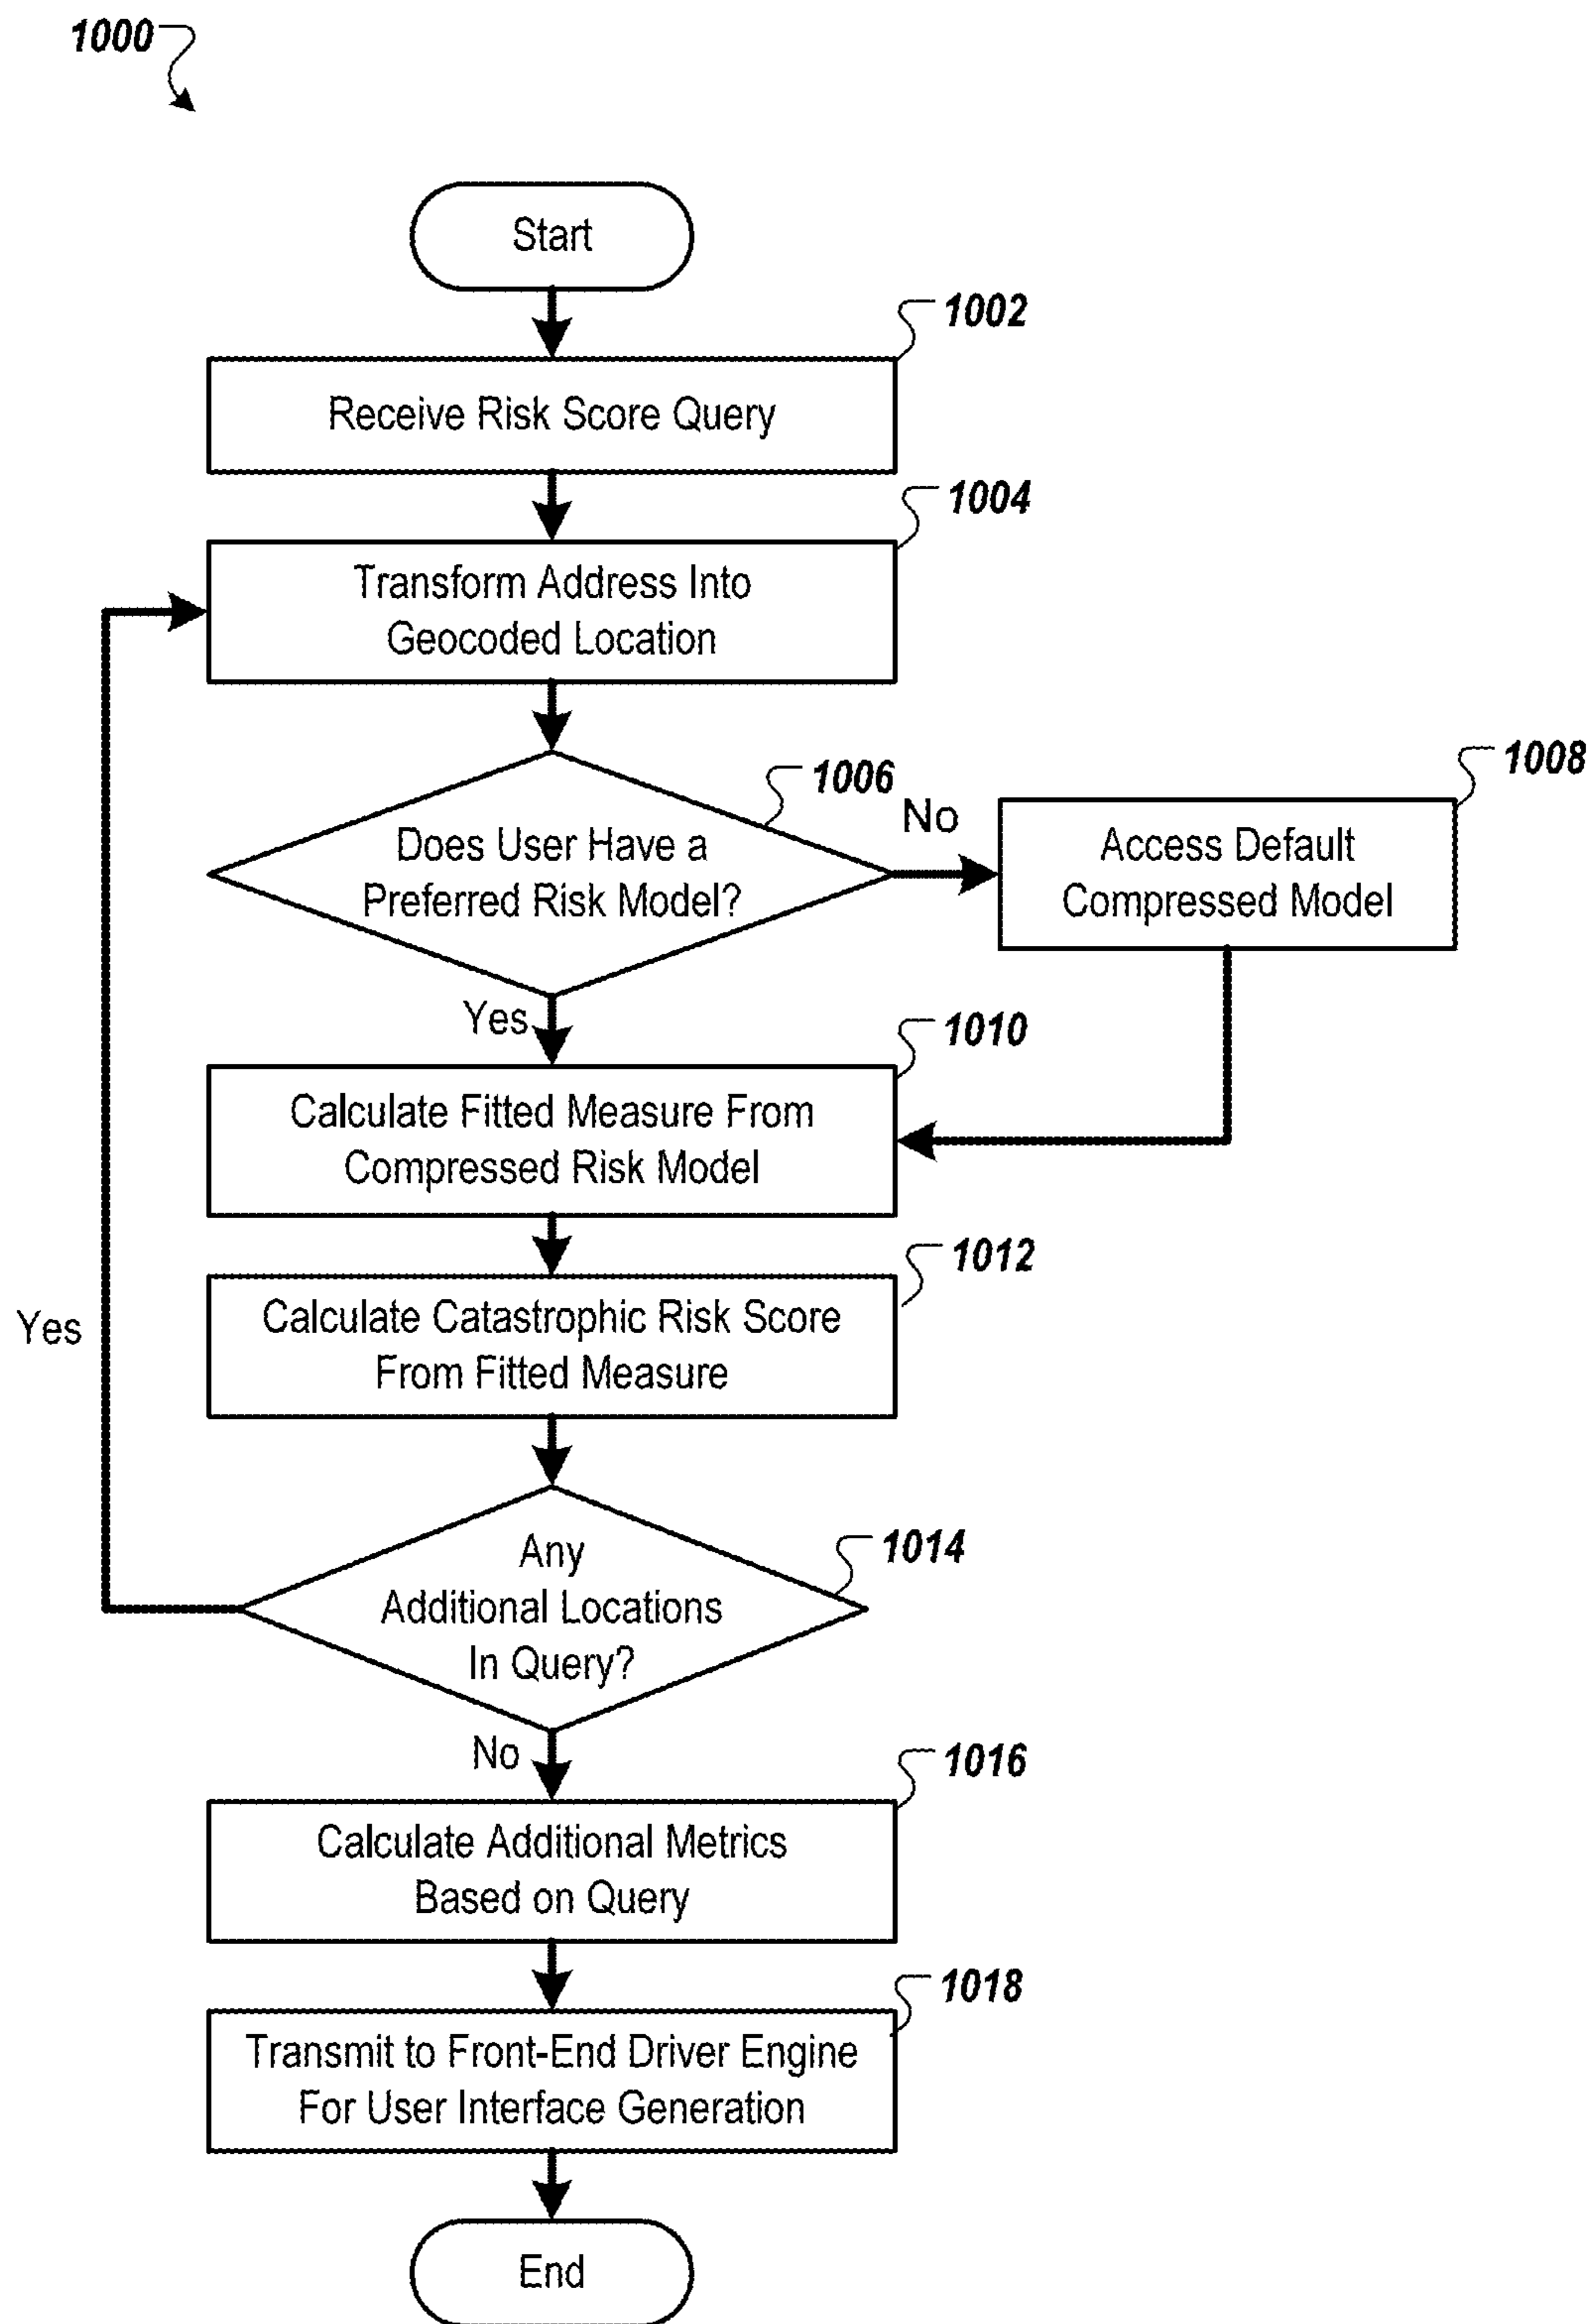 1000
Start
1002
Receive Risk Score Query
1004
Transform Address Into
Geocoded Location
1006
Does User Have a
Preferred Risk Model?
No
1008
Access Default
Compressed Model
Yes
1010
Calculate Fitted Measure From
Compressed Risk Model
1012
Calculate Catastrophic Risk Score
From Fitted Measure
Yes
1014
Any
Additional Locations
In Query?
No
1016
Calculate Additional Metrics
Based on Query
1018
Transmit to Front-End Driver Engine
For User Interface Generation
End